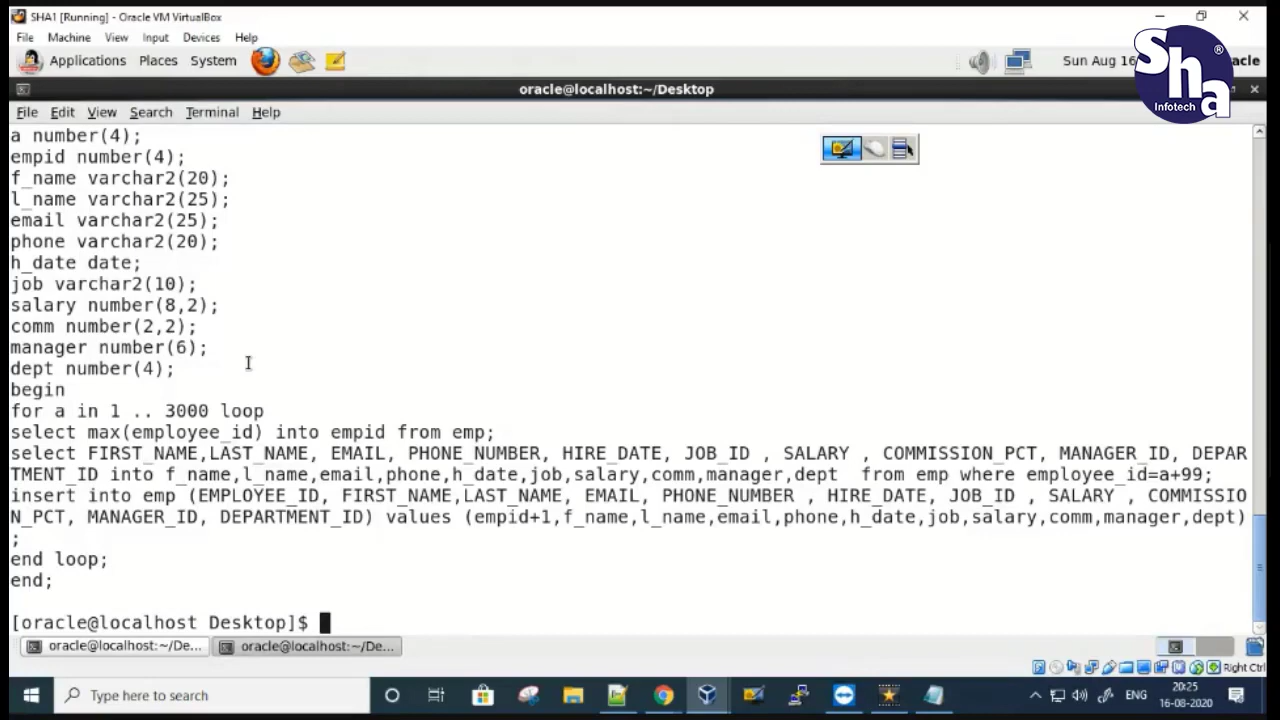 SHA1 [Running] - Oracle VM VirtualBox
File Machine View Input Devices Help
Applications Places System
Sun Aug 16
acle
Sha
®
Infotech
oracle@localhost:~/Desktop
File Edit View Search Terminal Help
a number(4);
empid number(4);
f_name varchar2(20);
l_name varchar2(25);
email varchar2(25);
phone varchar2(20);
h_date date;
job varchar2(10);
salary number(8,2);
comm number(2,2);
manager number(6);
dept number(4);
begin
for a in 1 .. 3000 loop
select max(employee_id) into empid from emp;
select FIRST_NAME,LAST_NAME, EMAIL, PHONE_NUMBER, HIRE_DATE, JOB_ID , SALARY , COMMISSION_PCT, MANAGER_ID, DEPAR
TMENT_ID into f_name,l_name,email,phone,h_date,job,salary,comm,manager,dept  from emp where employee_id=a+99;
insert into emp (EMPLOYEE_ID, FIRST_NAME,LAST_NAME, EMAIL, PHONE_NUMBER , HIRE_DATE, JOB_ID , SALARY , COMMISSIO
N_PCT, MANAGER_ID, DEPARTMENT_ID) values (empid+1,f_name,l_name,email,phone,h_date,job,salary,comm,manager,dept)
;
end loop;
end;
[oracle@localhost Desktop]$
oracle@localhost:~/De... oracle@localhost:~/De...
Right Ctrl
Type here to search
ENG
20:25
16-08-2020